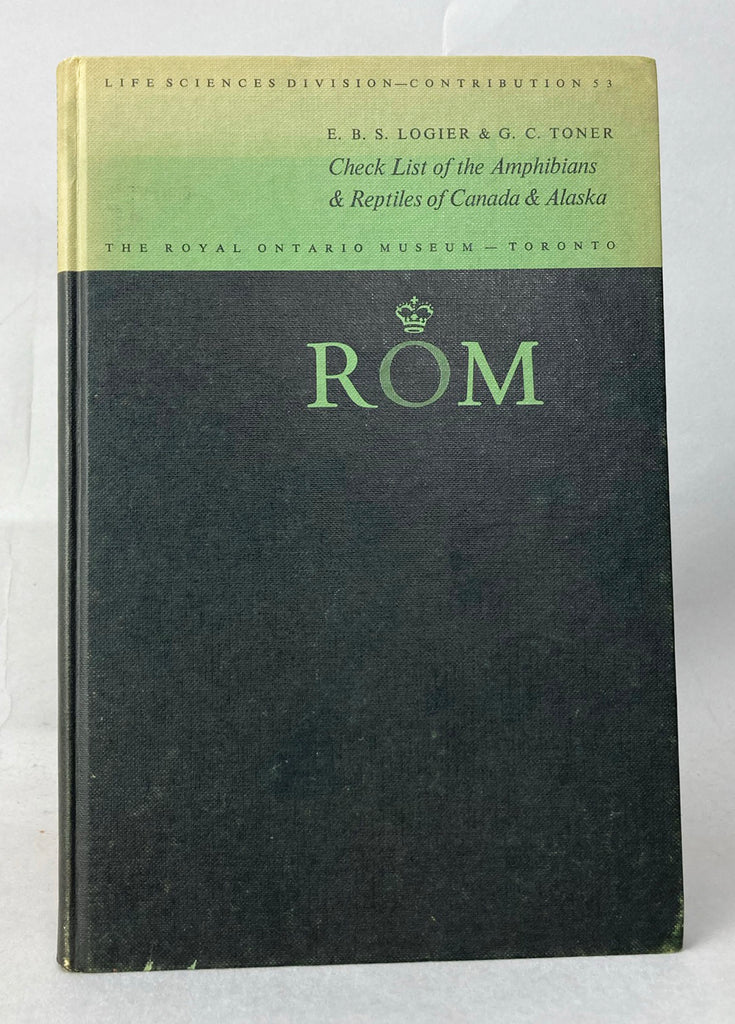 LIFE SCIENCES DIVISION—CONTRIBUTION 53
E. B. S. LOGIER & G. C. TONER
Check List of the Amphibians
& Reptiles of Canada & Alaska
THE ROYAL ONTARIO MUSEUM — TORONTO
ROM